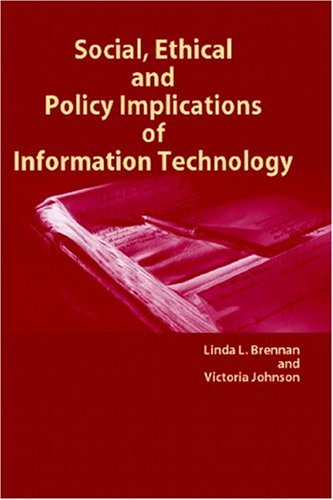 Social, Ethical
and
Policy Implications
of
Information Technology
Linda L. Brennan
and
Victoria Johnson